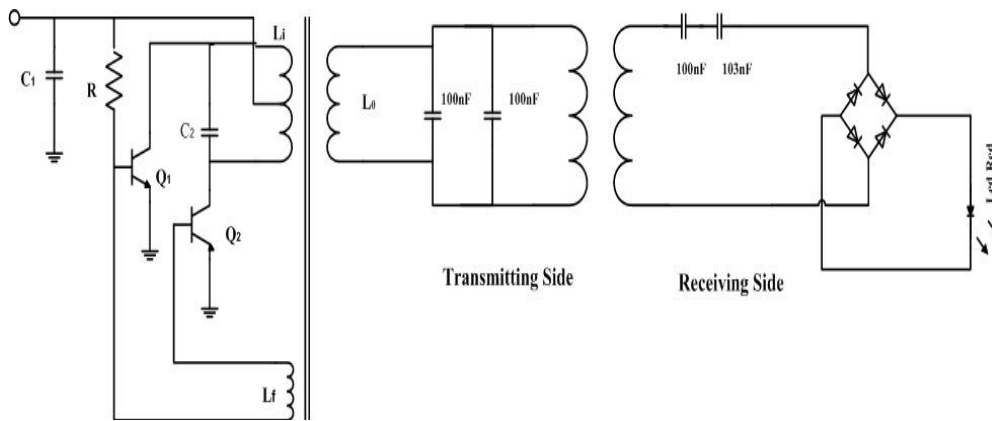 C1
R
Q1
C2
Q2
Li
Lf
L0
100nF
100nF
100nF
103nF
Led Red
Transmitting Side
Receiving Side